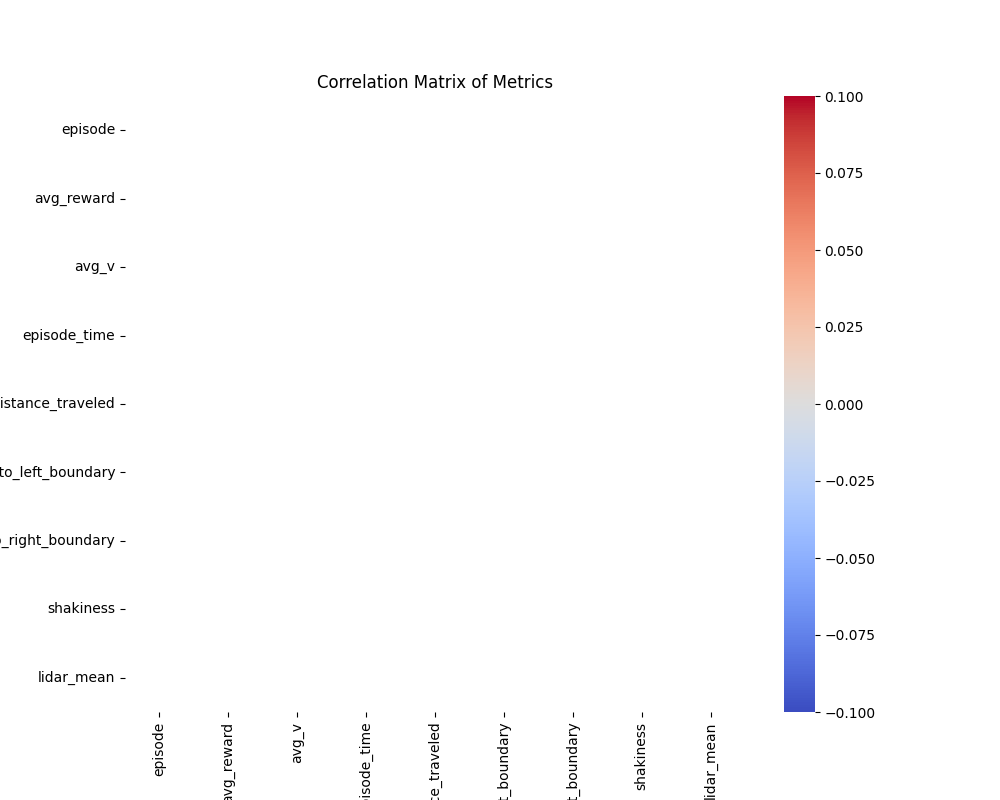 Correlation Matrix of Metrics
episode
avg_reward
avg_v
episode_time
istance_traveled
to_left_boundary
_right_boundary
shakiness
lidar_mean
episode
avg_reward
avg_v
isode_time
ce_traveled
t_boundary
t_boundary
shakiness
lidar_mean
0.100
0.075
0.050
0.025
0.000
−0.025
−0.050
−0.075
−0.100